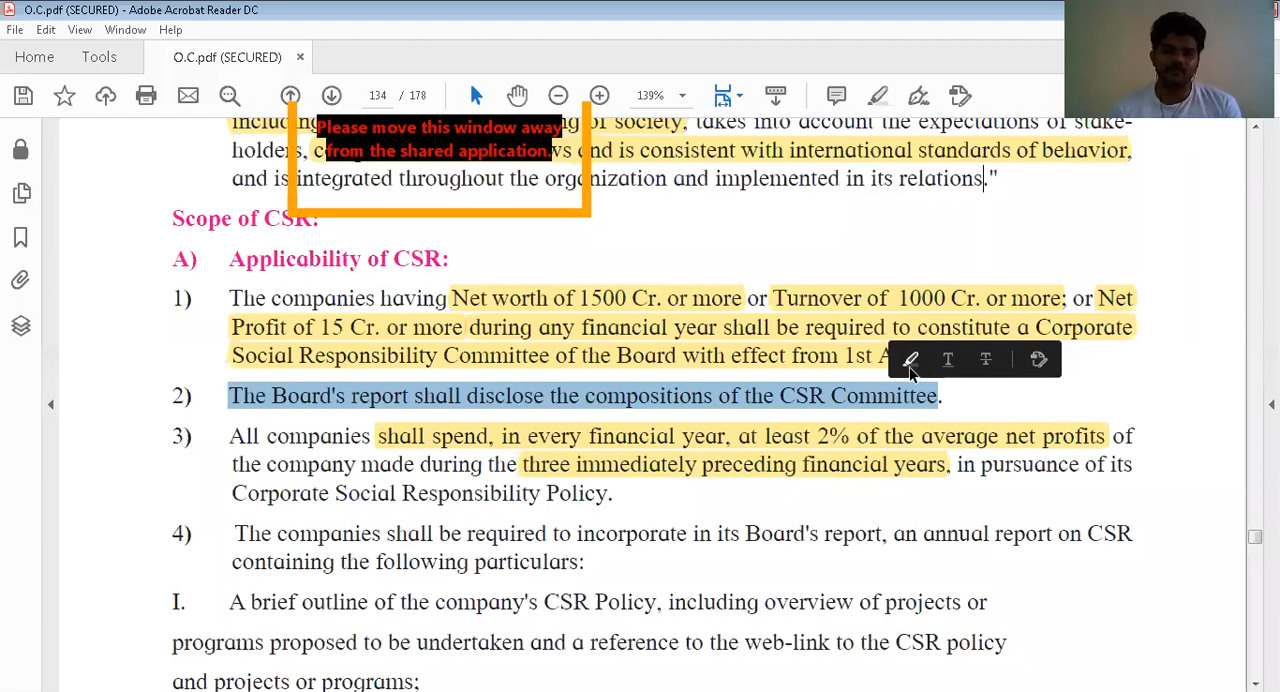 O.C.pdf (SECURED) - Adobe Acrobat Reader DC
File Edit View Window Help
Home Tools O.C.pdf (SECURED) ×
134 / 178 139%
Please move this window away
from the shared application.
including of society, takes into account the expectations of stake-
holders, and is consistent with international standards of behavior,
and is integrated throughout the organization and implemented in its relations."
Scope of CSR:
A) Applicability of CSR:
1) The companies having Net worth of 1500 Cr. or more or Turnover of 1000 Cr. or more; or Net
Profit of 15 Cr. or more during any financial year shall be required to constitute a Corporate
Social Responsibility Committee of the Board with effect from 1st
2) The Board's report shall disclose the compositions of the CSR Committee.
3) All companies shall spend, in every financial year, at least 2% of the average net profits of
the company made during the three immediately preceding financial years, in pursuance of its
Corporate Social Responsibility Policy.
4) The companies shall be required to incorporate in its Board's report, an annual report on CSR
containing the following particulars:
I. A brief outline of the company's CSR Policy, including overview of projects or
programs proposed to be undertaken and a reference to the web-link to the CSR policy
and projects or programs;